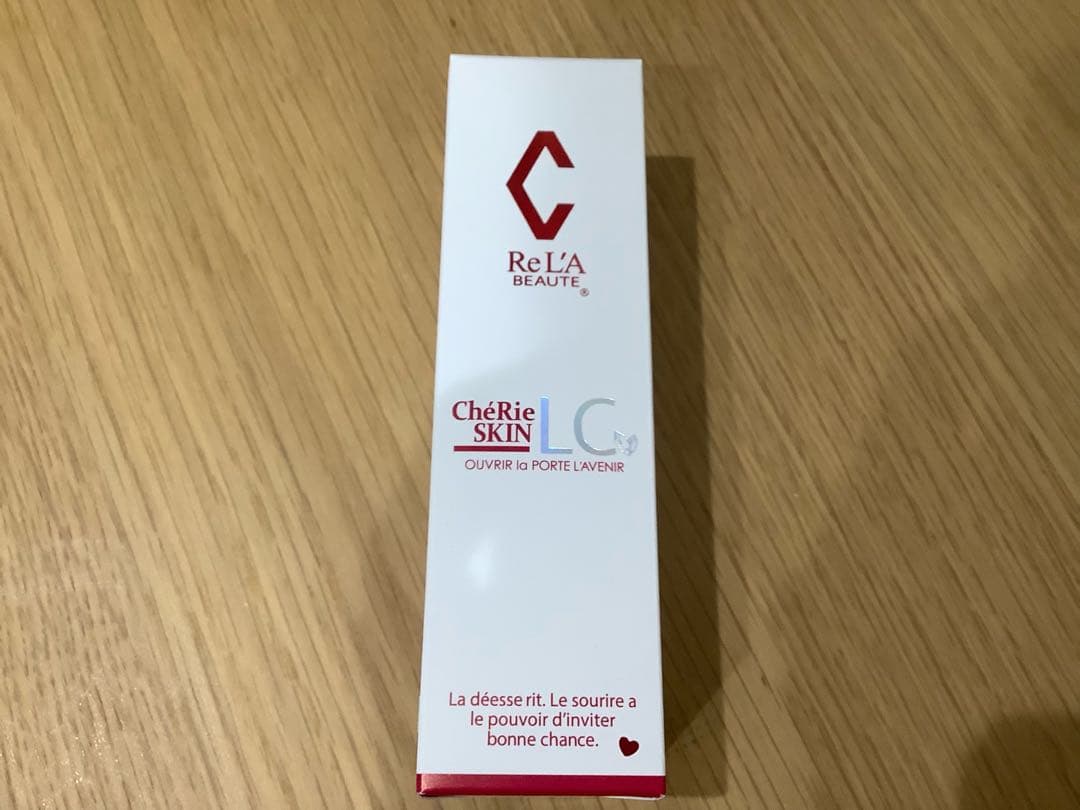 C
ReL'A
BEAUTE®
ChéRie
SKIN LC
OUVRIR la PORTE L'AVENIR
La déesse rit. Le sourire a
le pouvoir d'inviter
bonne chance.